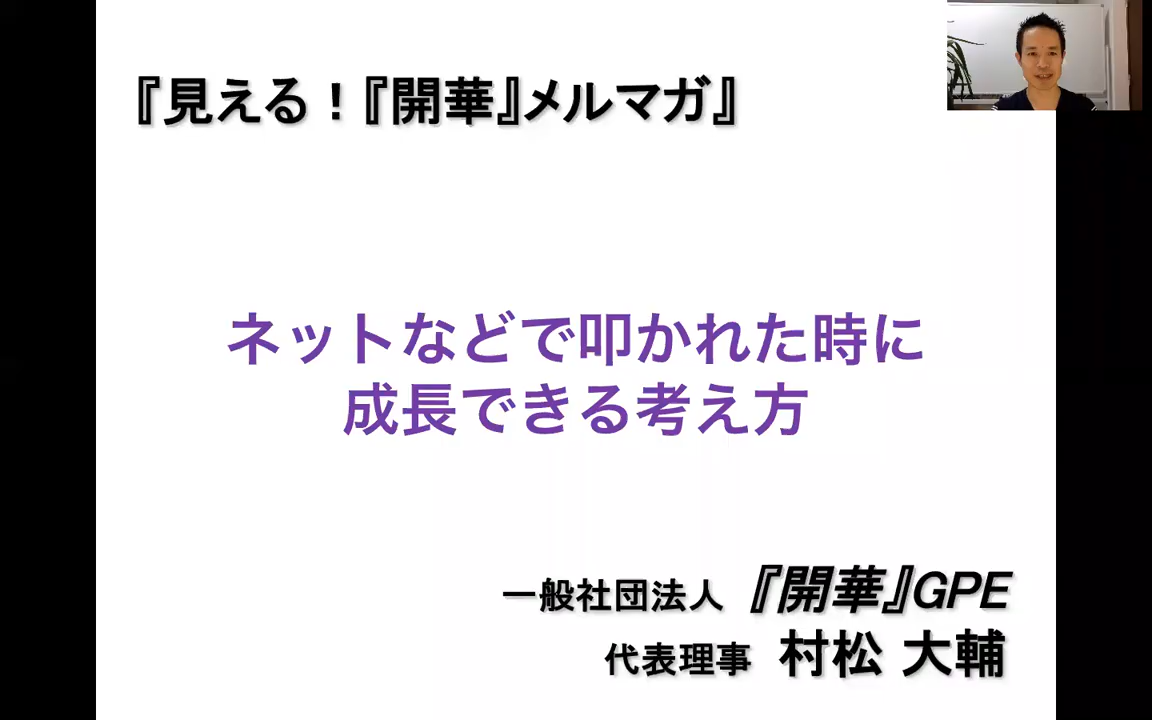 『見える！『開華』メルマガ』
ネットなどで叩かれた時に
成長できる考え方
一般社団法人 『開華』GPE
代表理事 村松 大輔